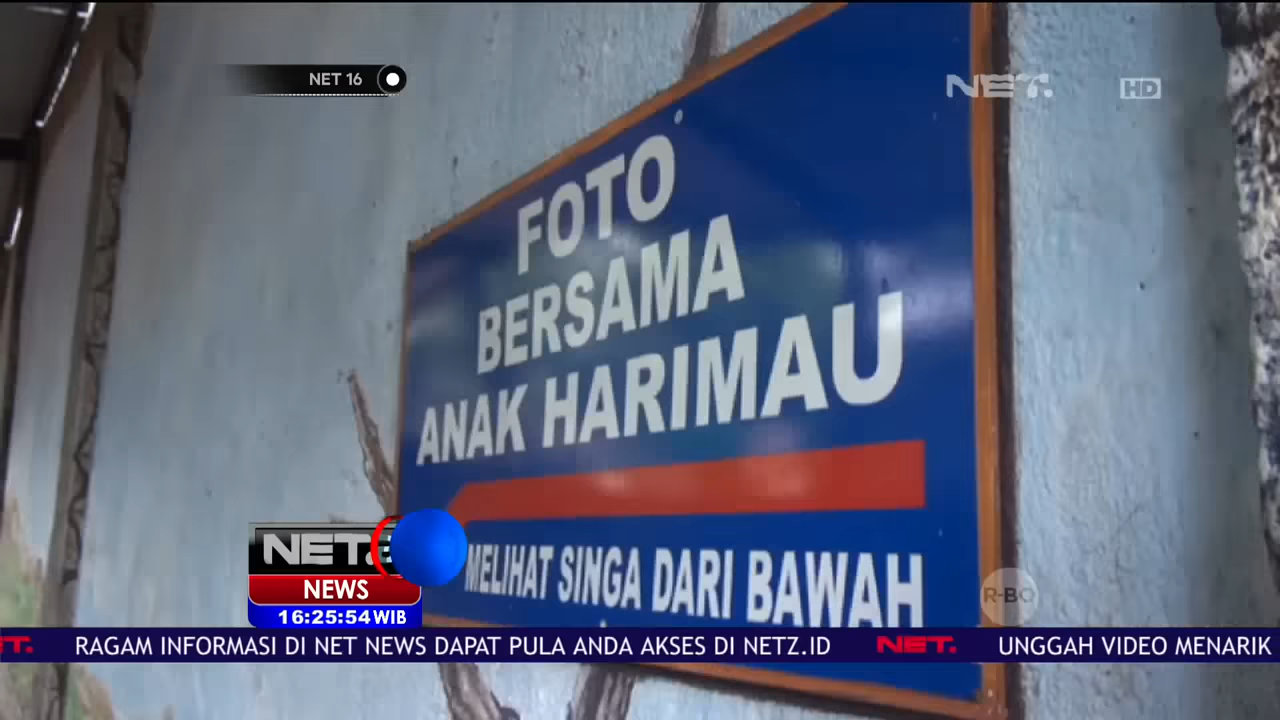 NET 16
NET.
HD
FOTO
BERSAMA
ANAK HARIMAU
MELIHAT SINGA DARI BAWAH
NET.
NEWS
16:25:54 WIB
R-BO
RAGAM INFORMASI DI NET NEWS DAPAT PULA ANDA AKSES DI NETZ.ID
NET.
UNGGAH VIDEO MENARIK